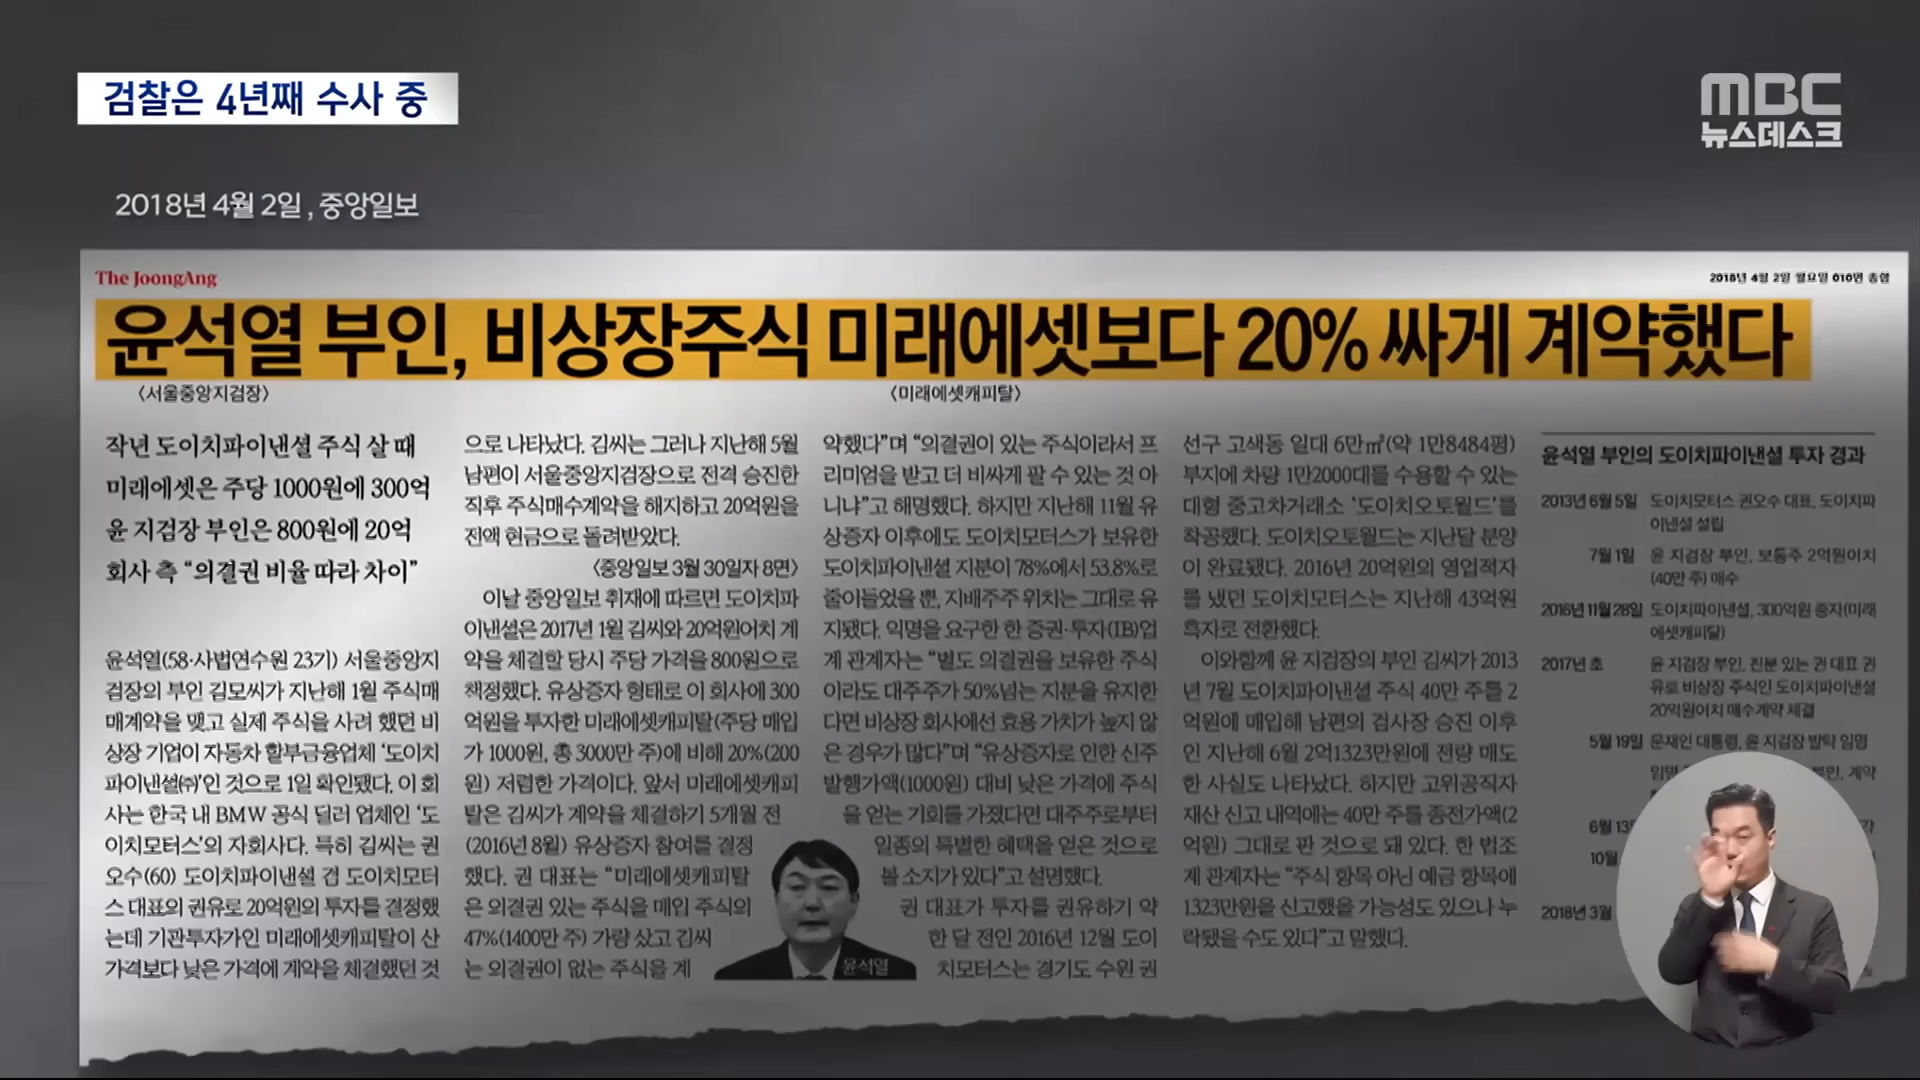 검찰은 4년째 수사 중
MBC
뉴스데스크
2018년 4월 2일 , 중앙일보
The JoongAng
2018년 4월 2일 월요일 010면 종합
윤석열 부인, 비상장주식 미래에셋보다 20% 싸게 계약했다
〈서울중앙지검장〉
〈미래에셋캐피탈〉
작년 도이치파이낸셜 주식 살 때
미래에셋은 주당 1000원에 300억
윤 지검장 부인은 800원에 20억
회사 측 “의결권 비율 따라 차이”
윤석열(58·사법연수원 23기) 서울중앙지
검장의 부인 김모씨가 지난해 1월 주식매
매계약을 맺고 실제 주식을 사려 했던 비
상장 기업이 자동차 할부금융업체 ‘도이치
파이낸셜㈜’인 것으로 1일 확인됐다. 이 회
사는 한국 내 BMW 공식 딜러 업체인 ‘도
이치모터스’의 자회사다. 특히 김씨는 권
오수(60) 도이치파이낸셜 겸 도이치모터
스 대표의 권유로 20억원의 투자를 결정했
는데 기관투자가인 미래에셋캐피탈이 산
가격보다 낮은 가격에 계약을 체결했던 것
으로 나타났다. 김씨는 그러나 지난해 5월
남편이 서울중앙지검장으로 전격 승진한
직후 주식매수계약을 해지하고 20억원을
전액 현금으로 돌려받았다.
〈중앙일보 3월 30일자 8면〉
이날 중앙일보 취재에 따르면 도이치파
이낸셜은 2017년 1월 김씨와 20억원어치 계
약을 체결할 당시 주당 가격을 800원으로
책정했다. 유상증자 형태로 이 회사에 300
억원을 투자한 미래에셋캐피탈(주당 매입
가 1000원, 총 3000만 주)에 비해 20%(200
원) 저렴한 가격이다. 앞서 미래에셋캐피
탈은 김씨가 계약을 체결하기 5개월 전
(2016년 8월) 유상증자 참여를 결정
했다. 권 대표는 “미래에셋캐피탈
은 의결권 있는 주식을 매입 주식의
47%(1400만 주) 가량 샀고 김씨
는 의결권이 없는 주식을 계
약했다”며 “의결권이 있는 주식이라서 프
리미엄을 받고 더 비싸게 팔 수 있는 것 아
니냐”고 해명했다. 하지만 지난해 11월 유
상증자 이후에도 도이치모터스가 보유한
도이치파이낸셜 지분이 78%에서 53.8%로
줄어들었을 뿐, 지배주주 위치는 그대로 유
지됐다. 익명을 요구한 한 증권·투자(IB)업
계 관계자는 “별도 의결권을 보유한 주식
이라도 대주주가 50%넘는 지분을 유지한
다면 비상장 회사에선 효용 가치가 높지 않
은 경우가 많다”며 “유상증자로 인한 신주
발행가액(1000원) 대비 낮은 가격에 주식
을 얻는 기회를 가졌다면 대주주로부터
일종의 특별한 혜택을 얻은 것으로
볼 소지가 있다”고 설명했다.
권 대표가 투자를 권유하기 약
한 달 전인 2016년 12월 도이
치모터스는 경기도 수원 권
윤석열
선구 고색동 일대 6만㎡(약 1만8484평)
부지에 차량 1만2000대를 수용할 수 있는
대형 중고차거래소 ‘도이치오토월드’를
착공했다. 도이치오토월드는 지난달 분양
이 완료됐다. 2016년 20억원의 영업적자
를 냈던 도이치모터스는 지난해 43억원
흑자로 전환했다.
이와함께 윤 지검장의 부인 김씨가 2013
년 7월 도이치파이낸셜 주식 40만 주를 2
억원에 매입해 남편의 검사장 승진 이후
인 지난해 6월 2억1323만원에 전량 매도
한 사실도 나타났다. 하지만 고위공직자
재산 신고 내역에는 40만 주를 종전가액(2
억원) 그대로 판 것으로 돼 있다. 한 법조
계 관계자는 “주식 항목 아닌 예금 항목에
1323만원을 신고했을 가능성도 있으나 누
락됐을 수도 있다”고 말했다.
윤석열 부인의 도이치파이낸셜 투자 경과
2013년 6월 5일 도이치모터스 권오수 대표, 도이치파
이낸셜 설립
7월 1일 윤 지검장 부인, 보통주 2억원어치
(40만 주) 매수
2016년 11월 28일 도이치파이낸셜, 300억원 증자(미래
에셋캐피탈)
2017년 초 윤 지검장 부인, 친분 있는 권 대표 권
유로 비상장 주식인 도이치파이낸셜
20억원어치 매수계약 체결
5월 19일 문재인 대통령, 윤 지검장 발탁 임명
부인, 계약
6월 13
10월
2018년 3월